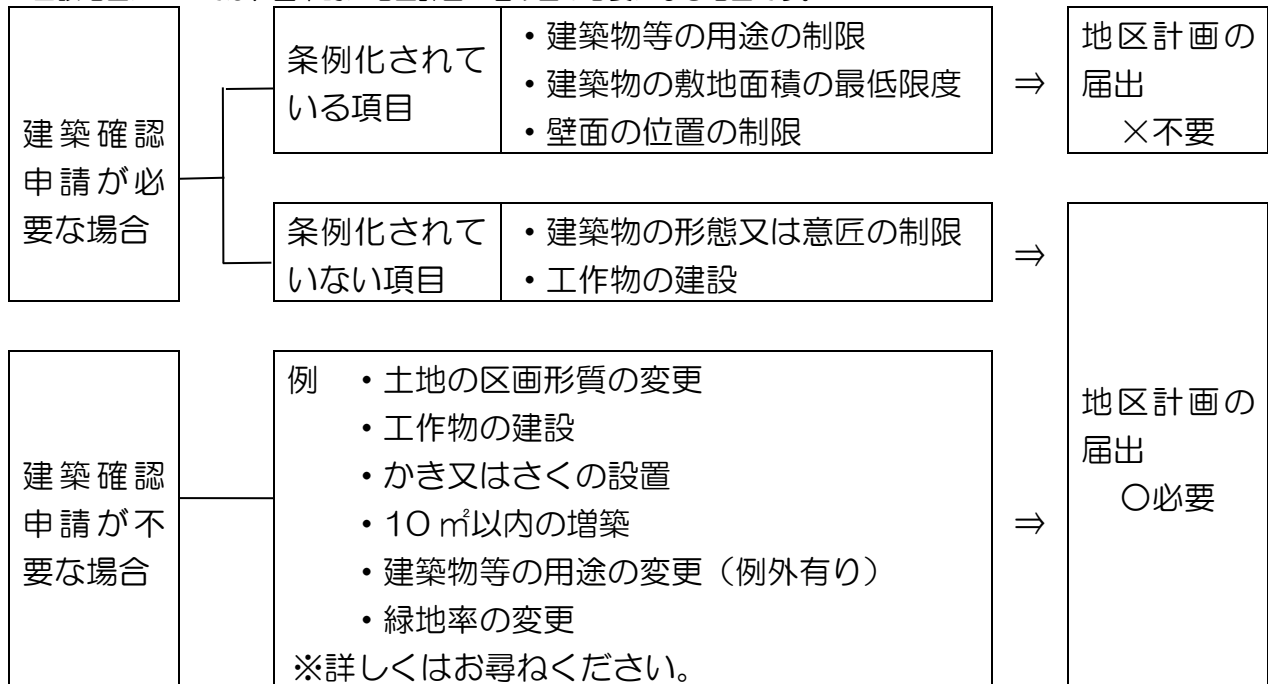 建築確認
申請が必
要な場合
条例化されて
いる項目
・建築物等の用途の制限
・建築物の敷地面積の最低限度
・壁面の位置の制限
⇒
地区計画の
届出
×不要
条例化されて
いない項目
・建築物の形態又は意匠の制限
・工作物の建設
⇒
建築確認
申請が不
要な場合
例 ・土地の区画形質の変更
・工作物の建設
・かき又はさくの設置
・10㎡以内の増築
・建築物等の用途の変更(例外有り)
・緑地率の変更
※詳しくはお尋ねください。
⇒
地区計画の
届出
〇必要